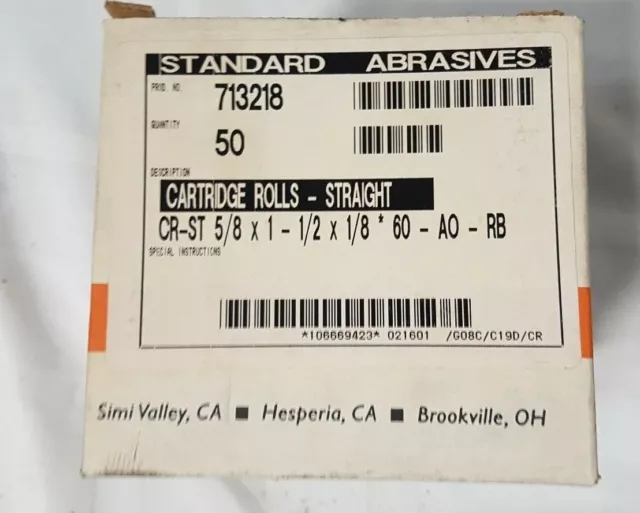 STANDARD ABRASIVES
PROD. NO. 713218
QUANTITY 50
DESCRIPTION
CARTRIDGE ROLLS - STRAIGHT
CR-ST 5/8 x 1 - 1/2 x 1/8 * 60 - AO - RB
SPECIAL INSTRUCTIONS
*106669423* 021601 /G08C/C19D/CR
Simi Valley, CA ■ Hesperia, CA ■ Brookville, OH